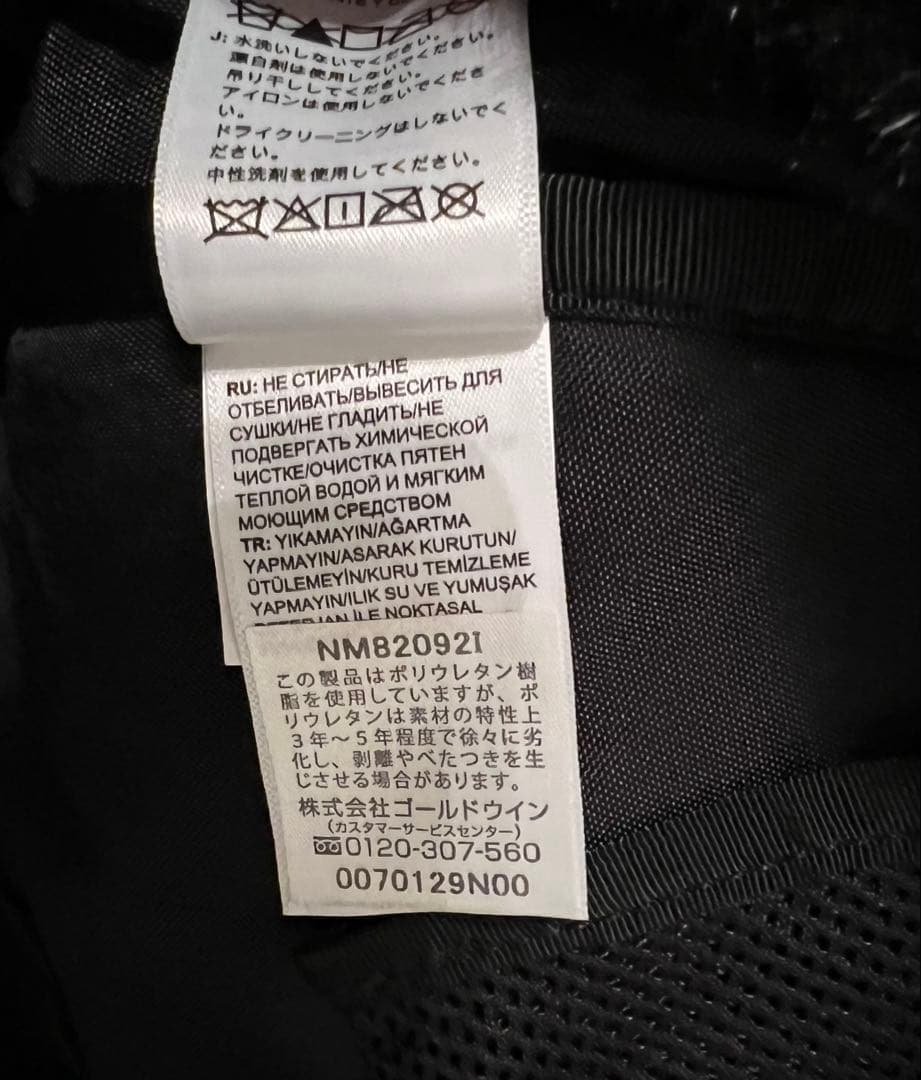 J: 水洗いしないでください。
漂白剤は使用しないでください。
吊り干ししてください。
アイロンは使用しないでくださ
い。
ドライクリーニングはしないでく
ださい。
中性洗剤を使用してください。
RU: НЕ СТИРАТЬ/НЕ
ОТБЕЛИВАТЬ/ВЫВЕСИТЬ ДЛЯ
СУШКИ/НЕ ГЛАДИТЬ/НЕ
ПОДВЕРГАТЬ ХИМИЧЕСКОЙ
ЧИСТКЕ/ОЧИСТКА ПЯТЕН
ТЕПЛОЙ ВОДОЙ И МЯГКИМ
МОЮЩИМ СРЕДСТВОМ
TR: YIKAMAYIN/AĞARTMA
YAPMAYIN/ASARAK KURUTUN/
ÜTÜLEMEYİN/KURU TEMİZLEME
YAPMAYIN/ILIK SU VE YUMUŞAK
DETERJAN İLE NOKTASAL
NM82092I
この製品はポリウレタン樹
脂を使用していますが、ポ
リウレタンは素材の特性上
3年～5年程度で徐々に劣
化し、剥離やべたつきを生
じさせる場合があります。
株式会社ゴールドウイン
(カスタマーサービスセンター)
0120-307-560
0070129N00